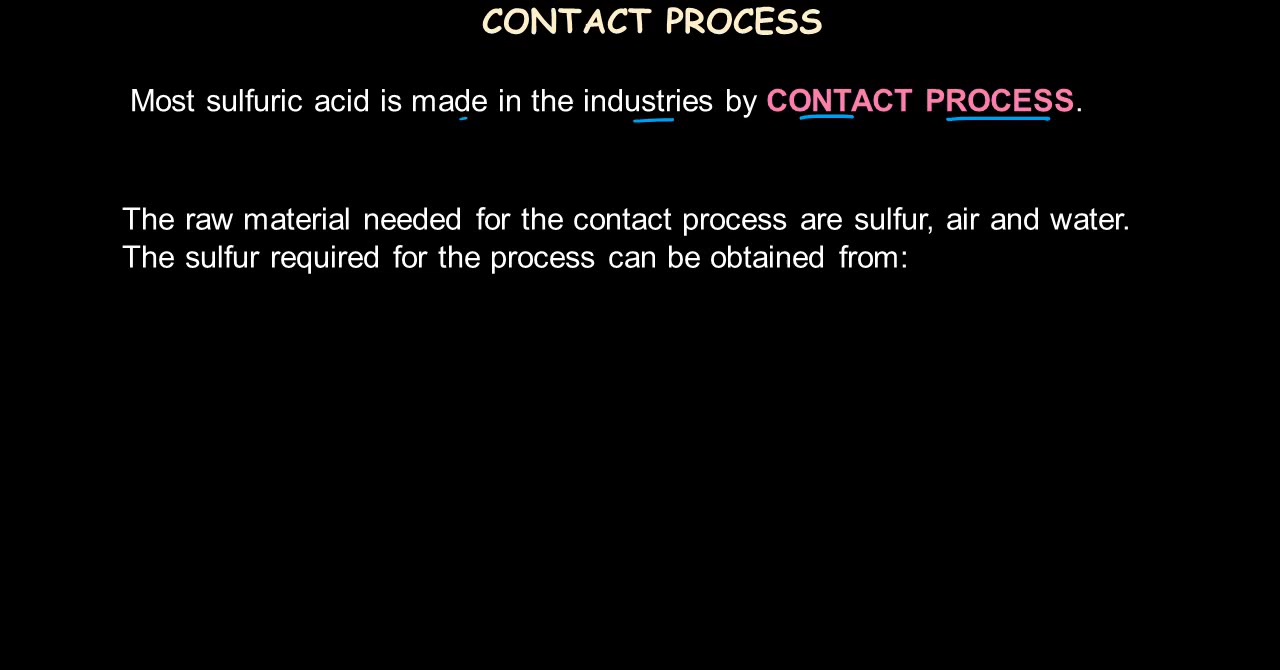 CONTACT PROCESS
Most sulfuric acid is made in the industries by CONTACT PROCESS.
The raw material needed for the contact process are sulfur, air and water.
The sulfur required for the process can be obtained from: